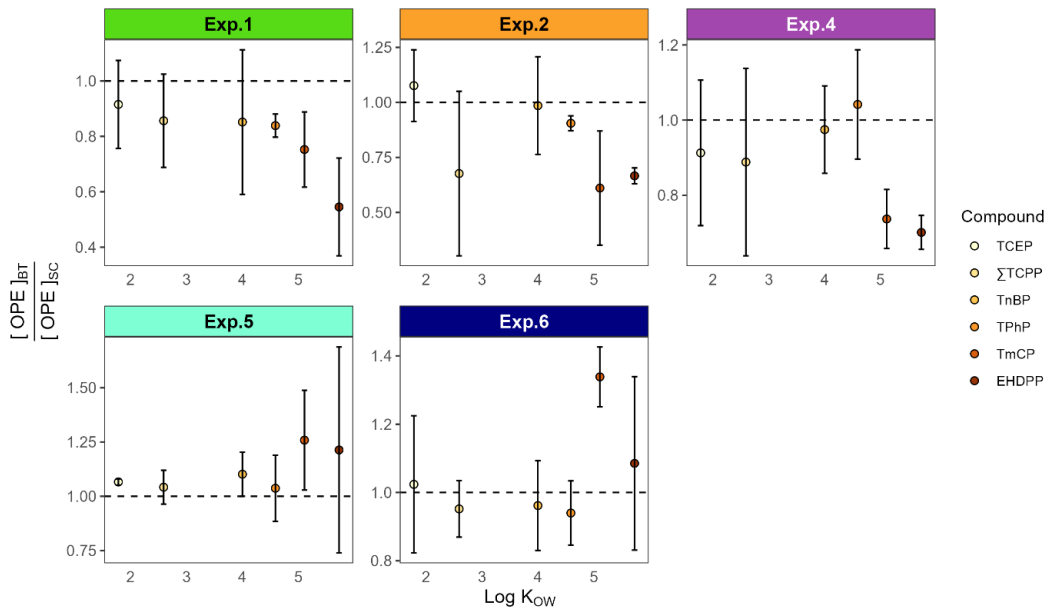 Exp.1
Exp.2
Exp.4
1.0
0.8
0.6
0.4
2 3 4 5
1.25
1.00
0.75
0.50
2 3 4 5
1.2
1.0
0.8
2 3 4 5
[ OPE ]BT
[ OPE ]SC
Exp.5
Exp.6
1.50
1.25
1.00
0.75
2 3 4 5
1.4
1.2
1.0
0.8
2 3 4 5
Log KOW
Compound
TCEP
∑TCPP
TnBP
TPhP
TmCP
EHDPP